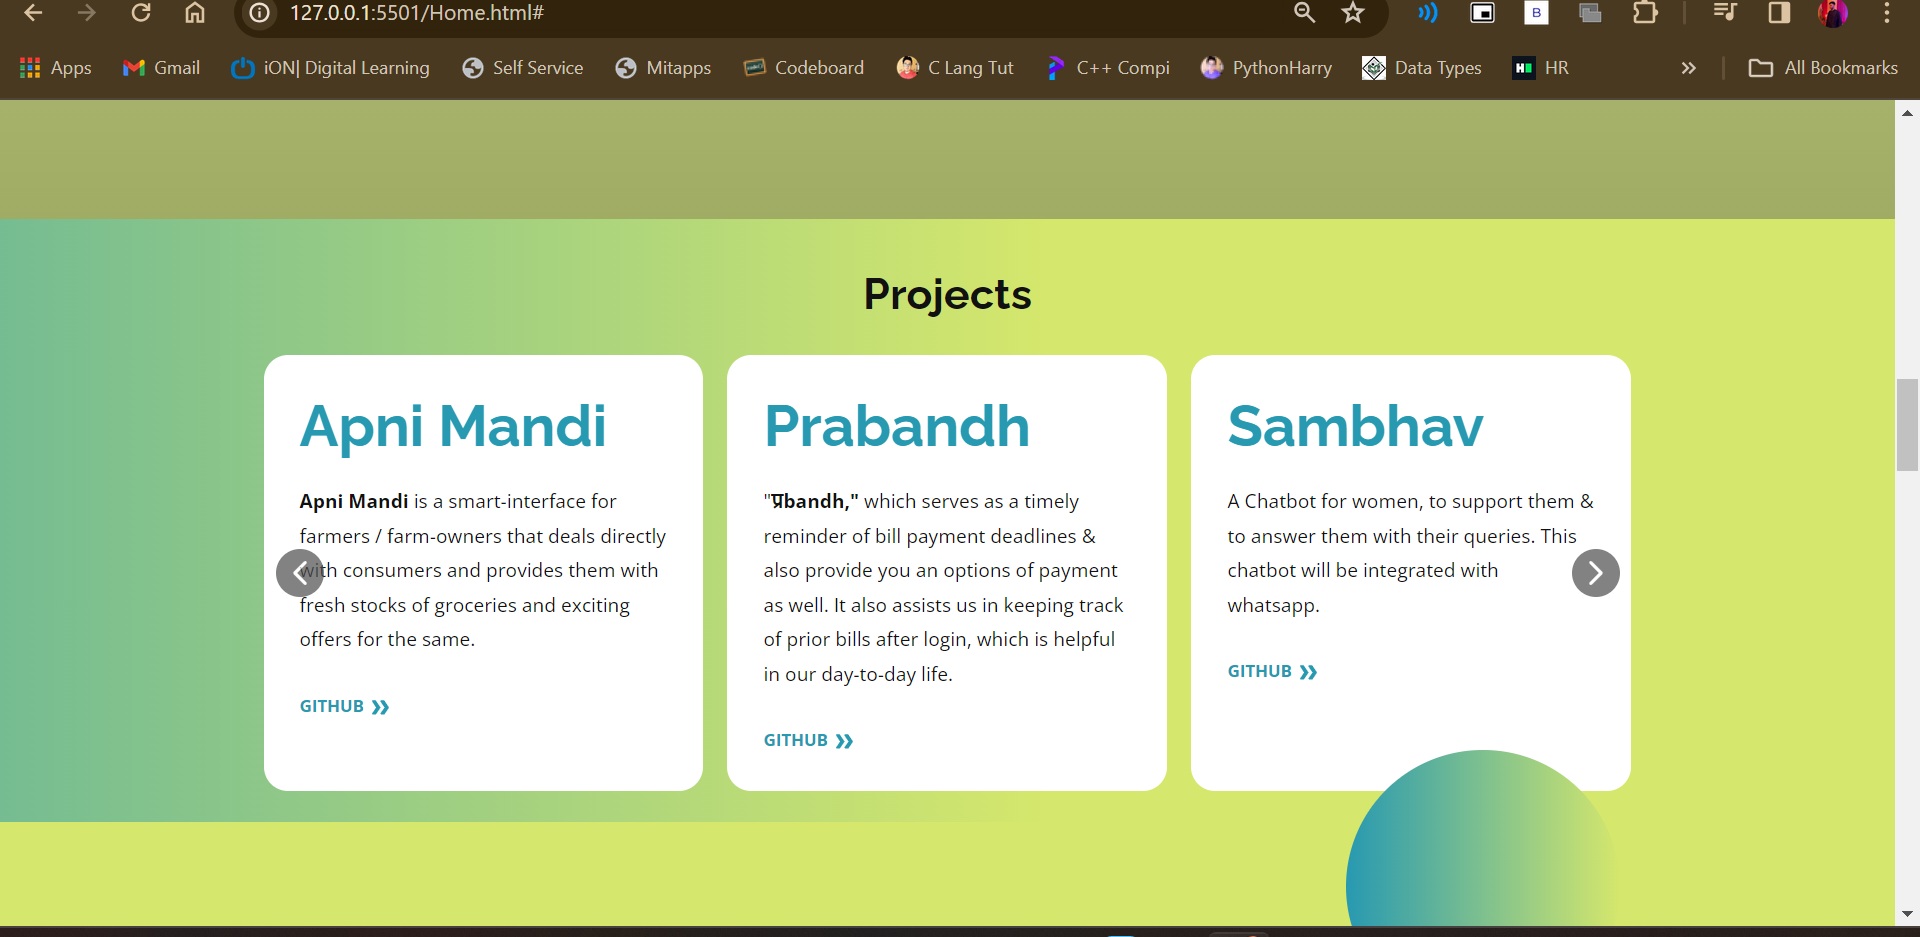 127.0.0.1:5501/Home.html#
Apps Gmail iON| Digital Learning Self Service Mitapps Codeboard C Lang Tut C++ Compi PythonHarry Data Types HR All Bookmarks
Projects
Apni Mandi
Apni Mandi is a smart-interface for
farmers / farm-owners that deals directly
with consumers and provides them with
fresh stocks of groceries and exciting
offers for the same.
GITHUB
Prabandh
"प्रbandh," which serves as a timely
reminder of bill payment deadlines &
also provide you an options of payment
as well. It also assists us in keeping track
of prior bills after login, which is helpful
in our day-to-day life.
GITHUB
Sambhav
A Chatbot for women, to support them &
to answer them with their queries. This
chatbot will be integrated with
whatsapp.
GITHUB